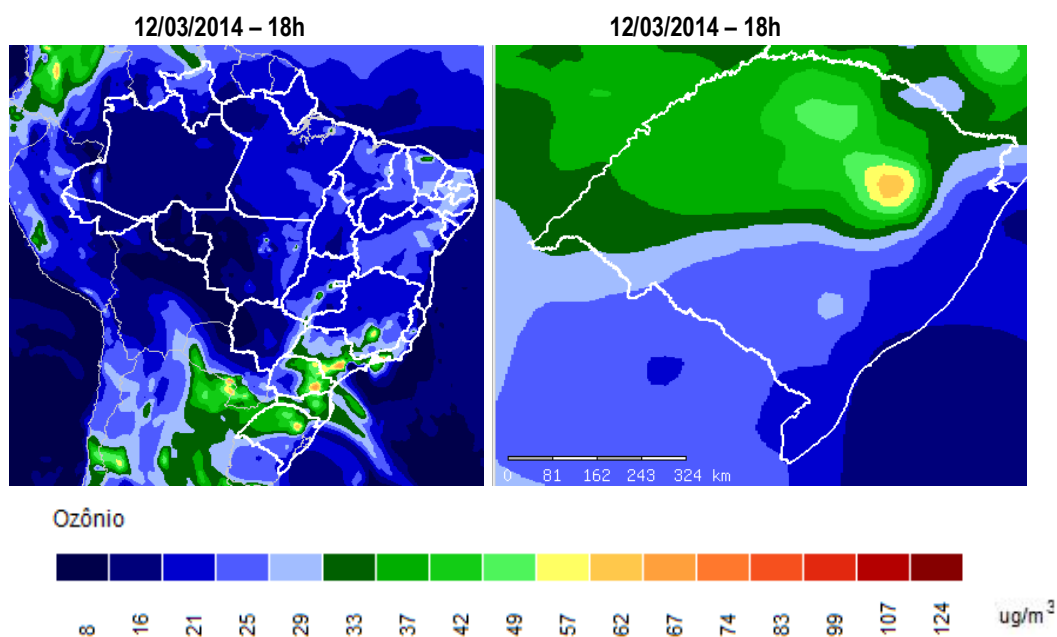 12/03/2014 – 18h
12/03/2014 – 18h
0 81 162 243 324 km
Ozônio
8 16 21 25 29 33 37 42 49 57 62 67 74 83 99 107 124 ug/m³